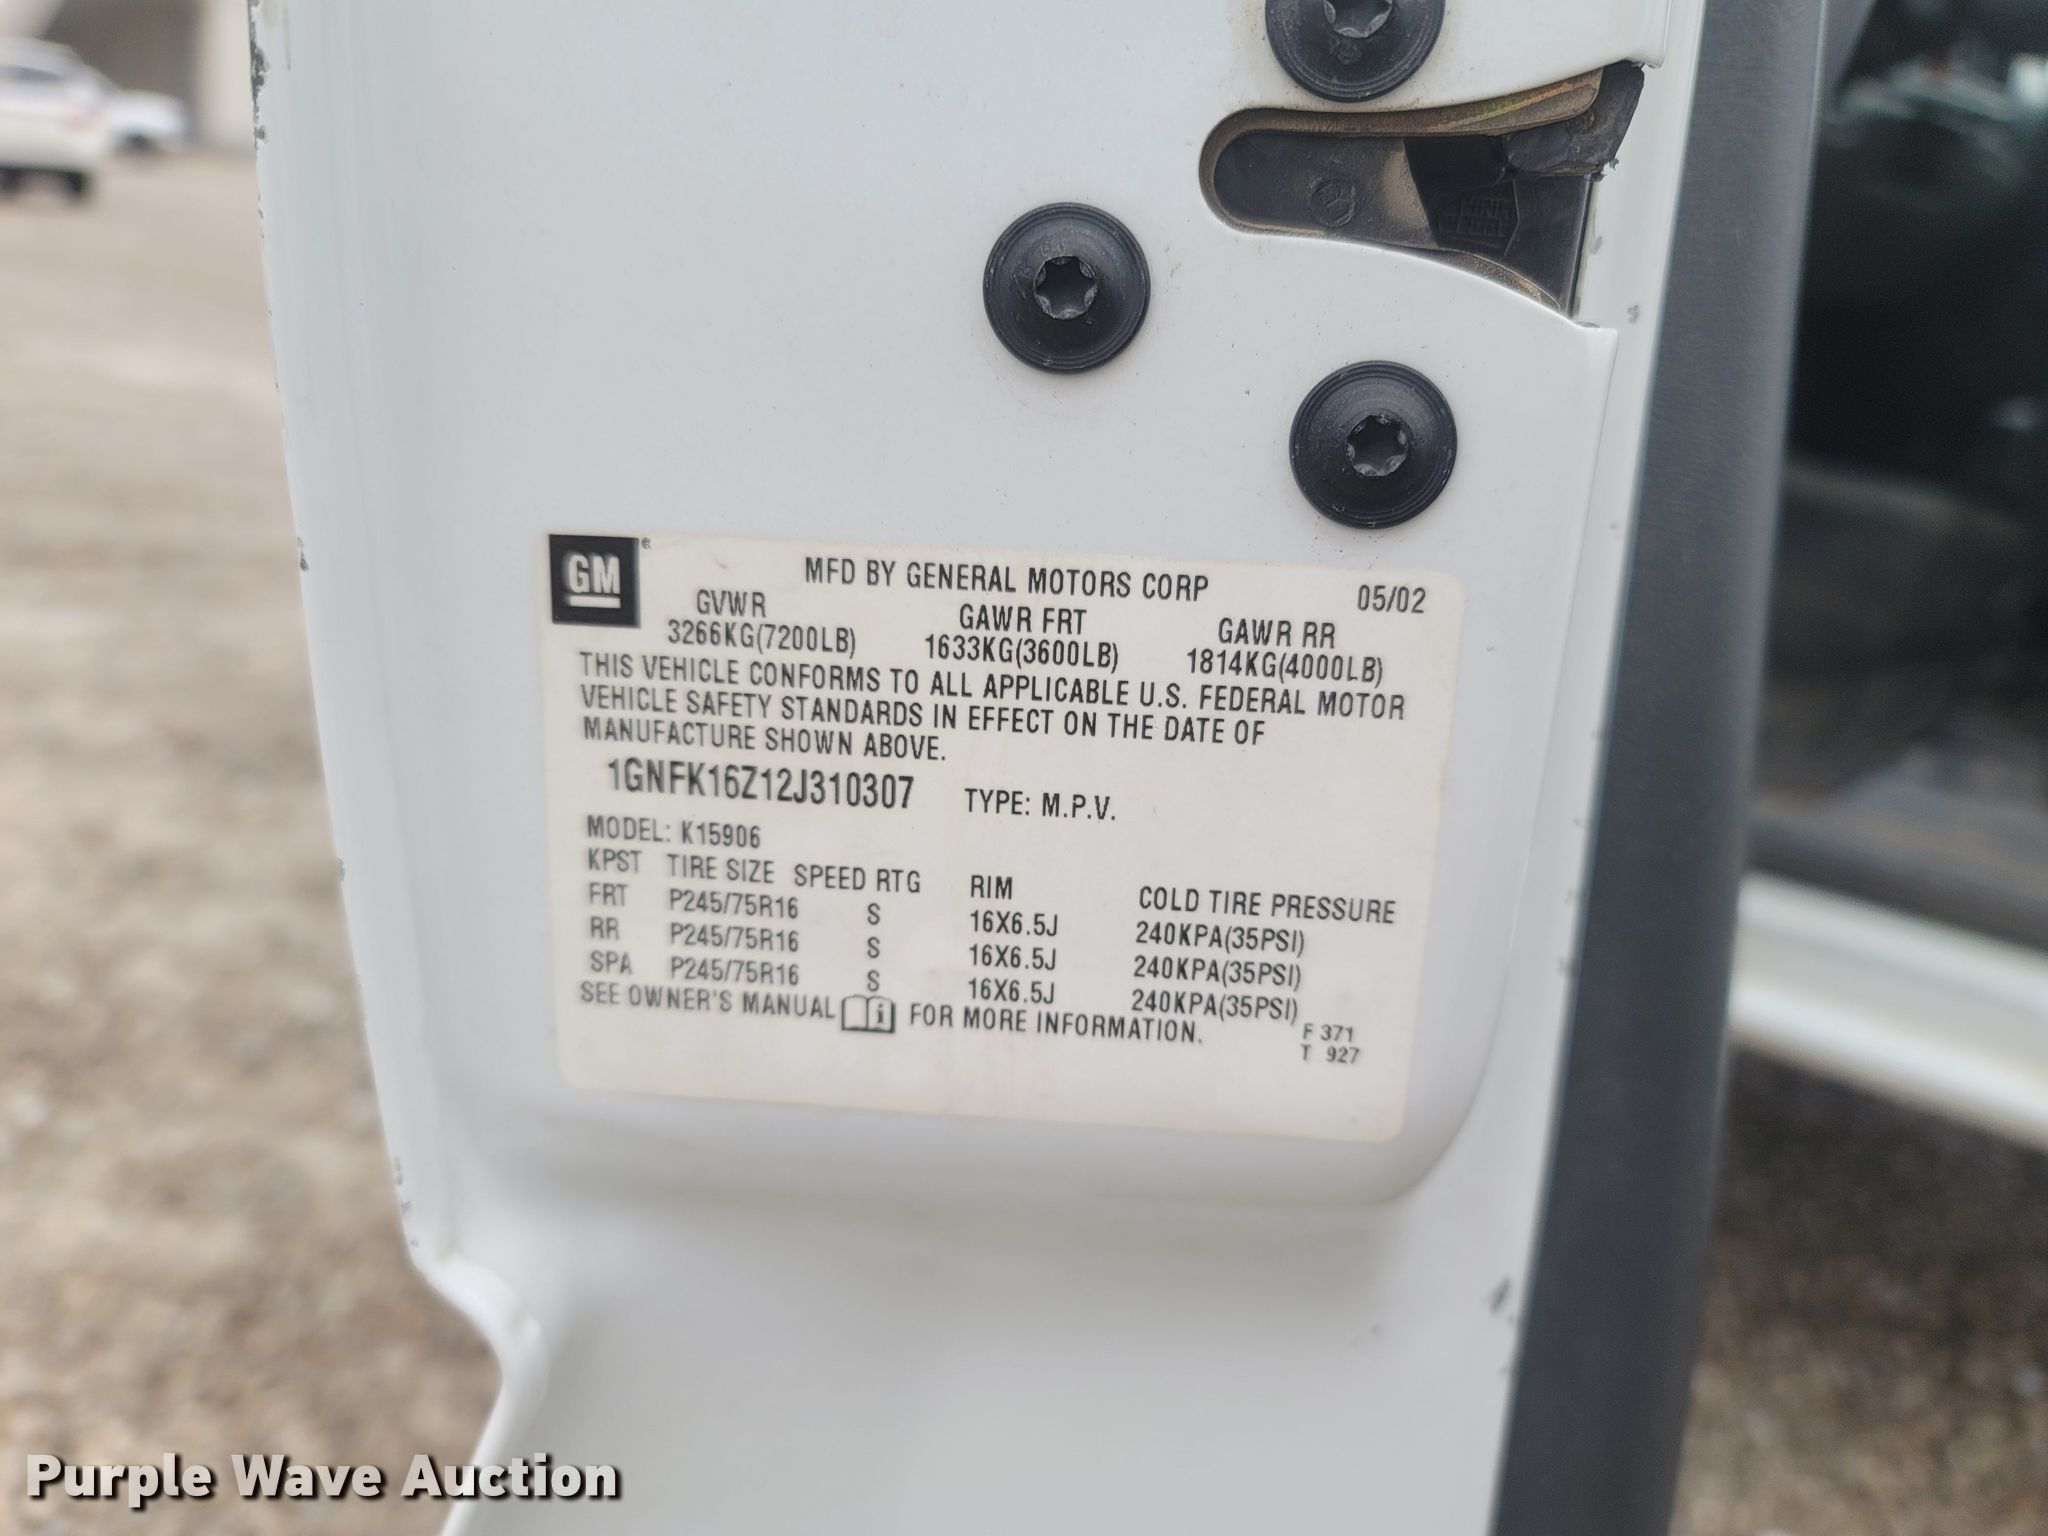 GM
MFD BY GENERAL MOTORS CORP 05/02
GVWR GAWR FRT GAWR RR
3266KG(7200LB) 1633KG(3600LB) 1814KG(4000LB)
THIS VEHICLE CONFORMS TO ALL APPLICABLE U.S. FEDERAL MOTOR
VEHICLE SAFETY STANDARDS IN EFFECT ON THE DATE OF
MANUFACTURE SHOWN ABOVE.
1GNFK16Z12J310307 TYPE: M.P.V.
MODEL: K15906
KPST TIRE SIZE SPEED RTG RIM COLD TIRE PRESSURE
FRT P245/75R16 S 16X6.5J 240KPA(35PSI)
RR P245/75R16 S 16X6.5J 240KPA(35PSI)
SPA P245/75R16 S 16X6.5J 240KPA(35PSI)
SEE OWNER'S MANUAL FOR MORE INFORMATION.
F 371
T 927
Purple Wave Auction